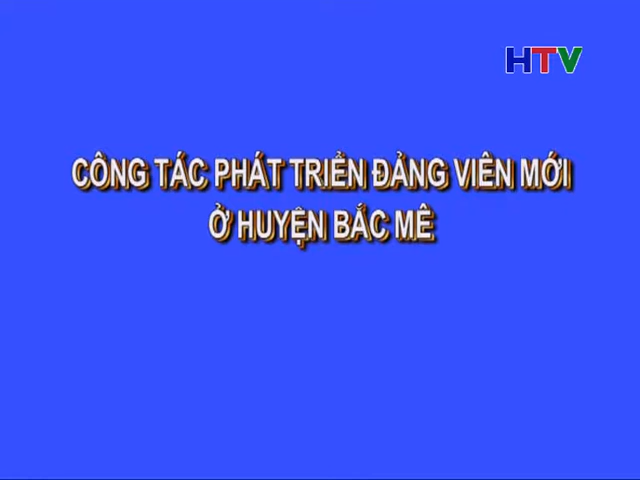 HTV
CÔNG TÁC PHÁT TRIỂN ĐẢNG VIÊN MỚI
Ở HUYỆN BẮC MÊ